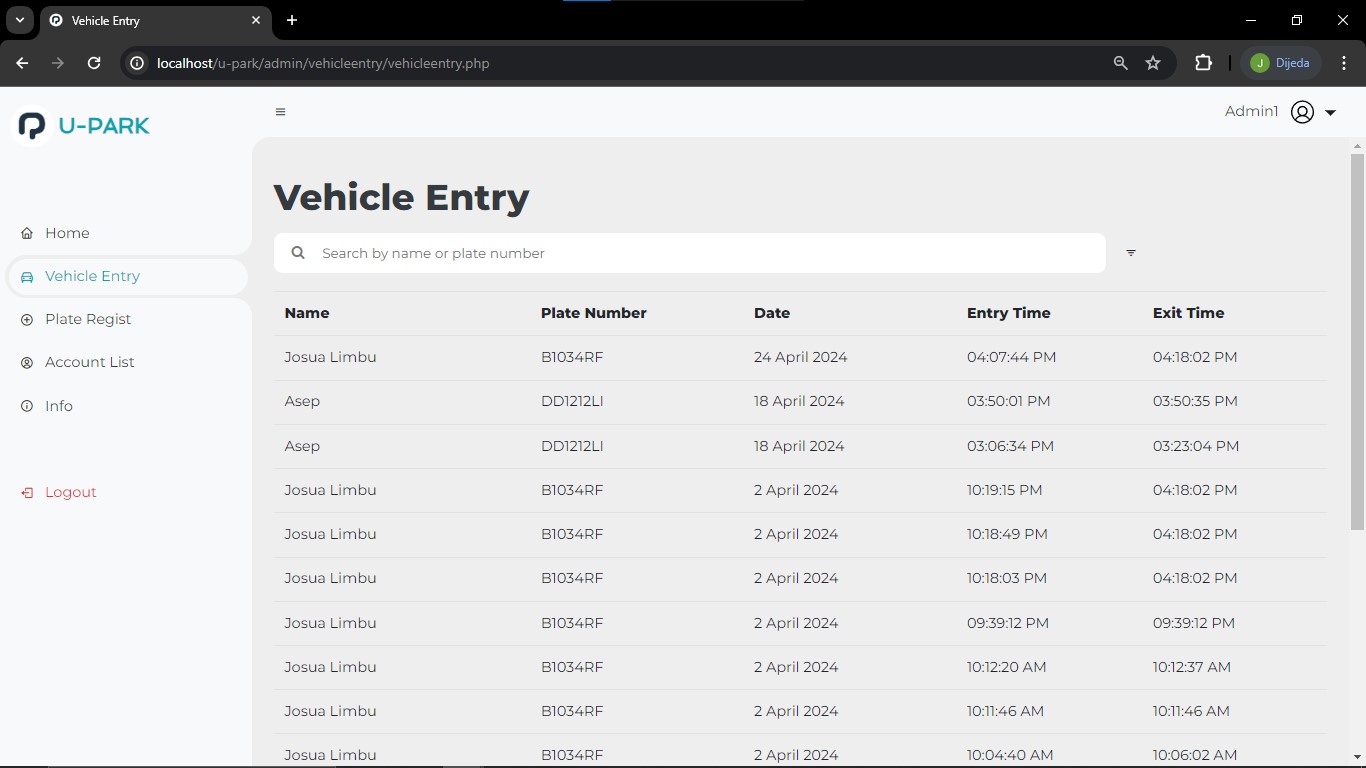 Vehicle Entry
localhost/u-park/admin/vehicleentry/vehicleentry.php
J Dijeda
U-PARK
Admin1
Home
Vehicle Entry
Plate Regist
Account List
Info
Logout
Vehicle Entry
Search by name or plate number
Name Plate Number Date Entry Time Exit Time
Josua Limbu B1034RF 24 April 2024 04:07:44 PM 04:18:02 PM
Asep DD1212LI 18 April 2024 03:50:01 PM 03:50:35 PM
Asep DD1212LI 18 April 2024 03:06:34 PM 03:23:04 PM
Josua Limbu B1034RF 2 April 2024 10:19:15 PM 04:18:02 PM
Josua Limbu B1034RF 2 April 2024 10:18:49 PM 04:18:02 PM
Josua Limbu B1034RF 2 April 2024 10:18:03 PM 04:18:02 PM
Josua Limbu B1034RF 2 April 2024 09:39:12 PM 09:39:12 PM
Josua Limbu B1034RF 2 April 2024 10:12:20 AM 10:12:37 AM
Josua Limbu B1034RF 2 April 2024 10:11:46 AM 10:11:46 AM
Josua Limbu B1034RF 2 April 2024 10:04:40 AM 10:06:02 AM